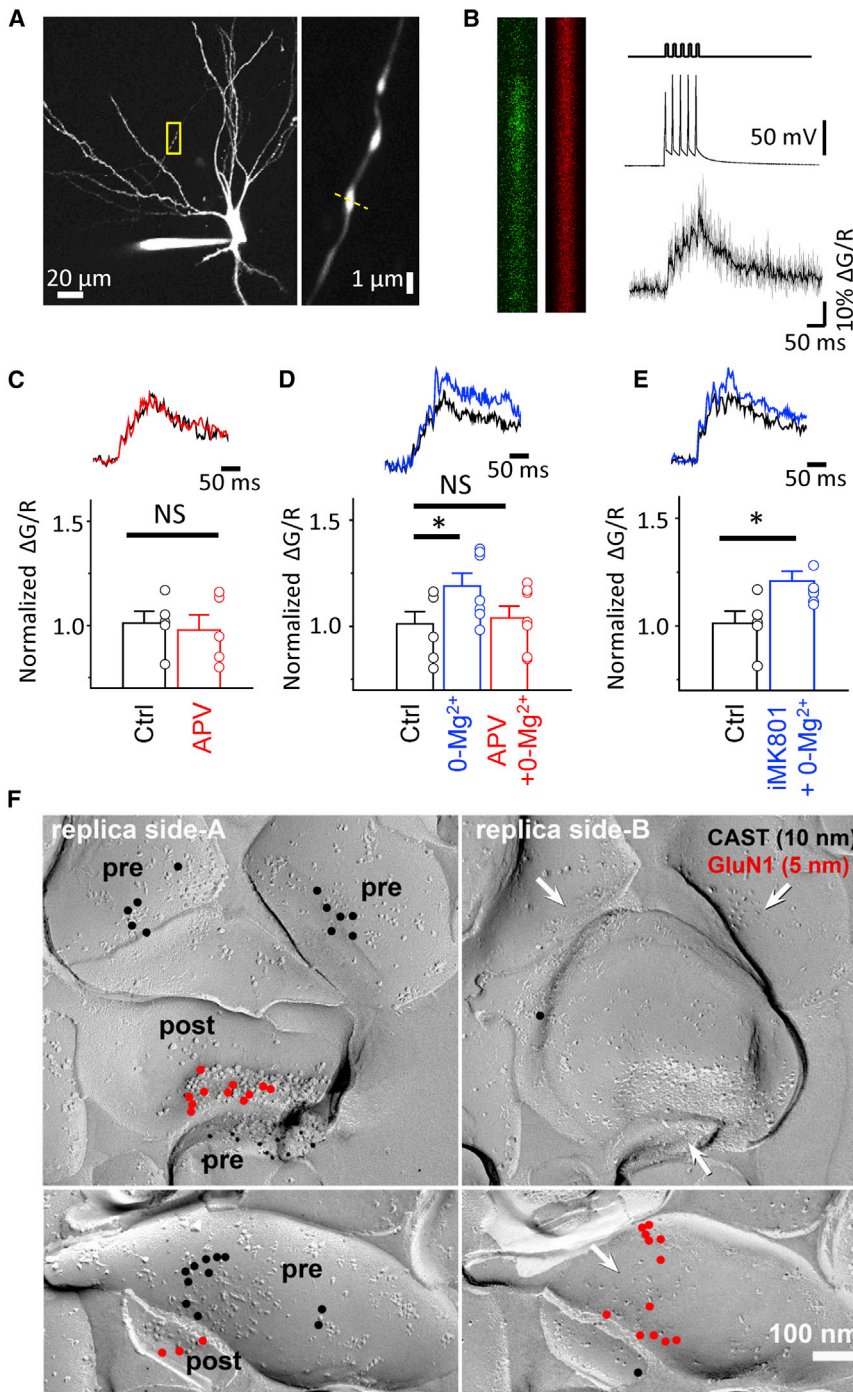 A
20 µm
1 µm
B
50 mV
10% ΔG/R
50 ms
C
50 ms
Normalized ΔG/R
1.5
1.0
NS
Ctrl
APV
D
50 ms
Normalized ΔG/R
1.5
1.0
NS
*
Ctrl
0-Mg²⁺
APV
+0-Mg²⁺
E
50 ms
Normalized ΔG/R
1.5
1.0
*
Ctrl
iMK801
+ 0-Mg²⁺
F
replica side-A
pre
pre
post
pre
replica side-B
CAST (10 nm)
GluN1 (5 nm)
pre
post
100 nm